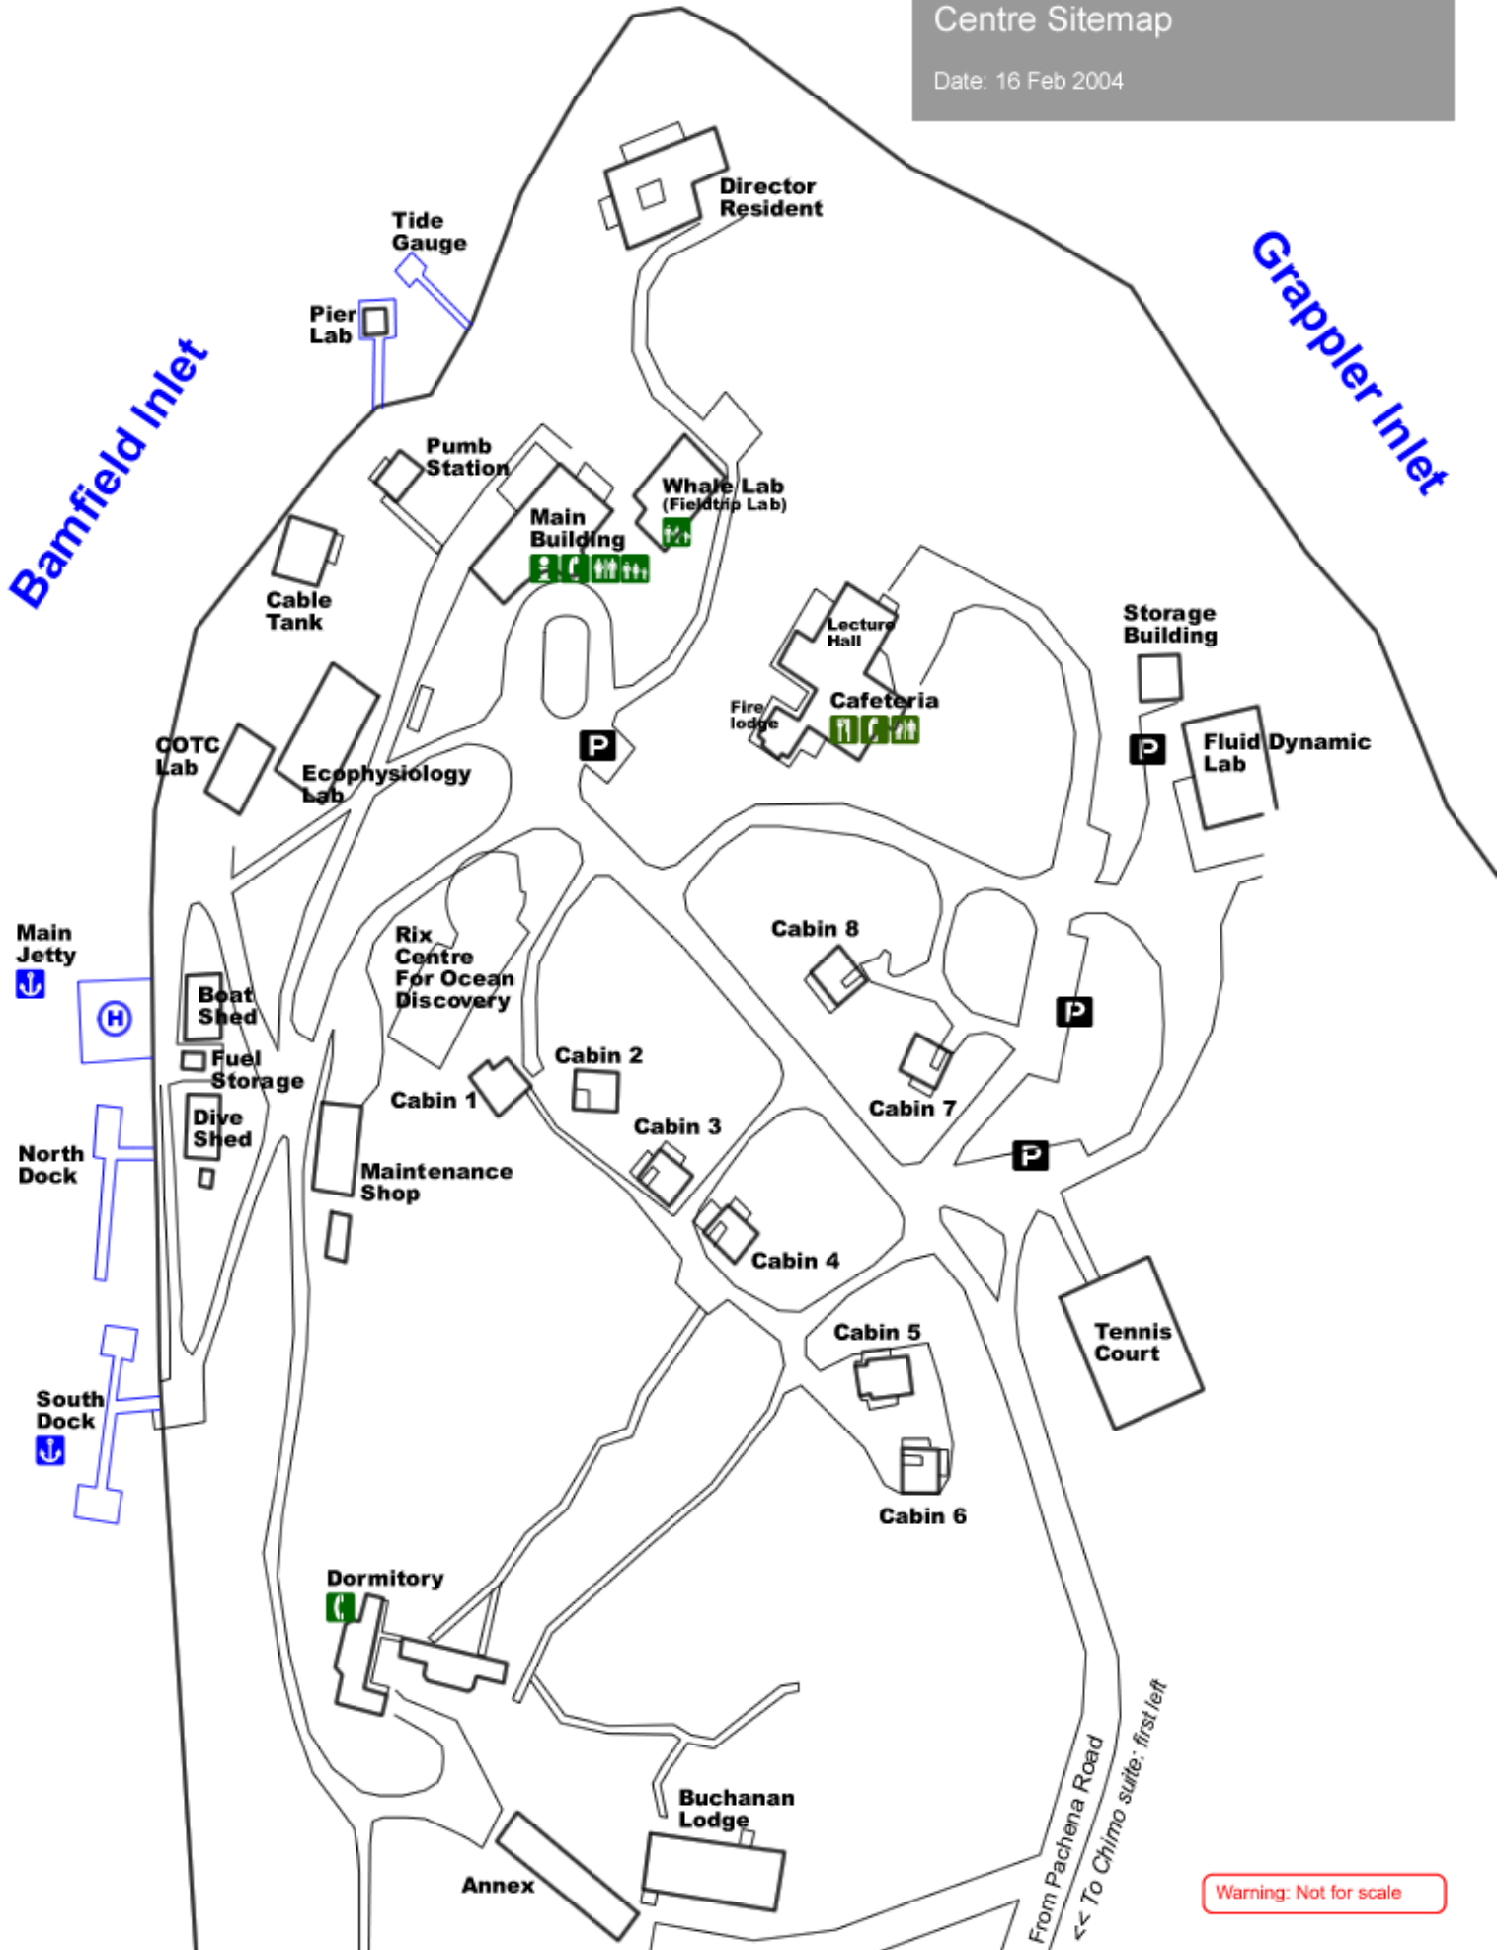 Centre Sitemap
Date: 16 Feb 2004
Director
Resident
Tide
Gauge
Grappler Inlet
Pier
Lab
Bamfield Inlet
Pumb
Station
Whale Lab
(Fieldtrip Lab)
Main
Building
Cable
Tank
Lecture
Hall
Storage
Building
Fire
lodge
Cafeteria
P
P
Fluid Dynamic
Lab
COTC
Lab
Ecophysiology
Lab
Main
Jetty
H
Boat
Shed
Rix
Centre
For Ocean
Discovery
Cabin 8
P
Fuel
Storage
Cabin 2
Cabin 1
Cabin 7
Dive
Shed
Cabin 3
North
Dock
P
Maintenance
Shop
Cabin 4
Cabin 5
Tennis
Court
South
Dock
Cabin 6
Dormitory
From Pachena Road
<< To Chimo suite: first left
Buchanan
Lodge
Annex
Warning: Not for scale